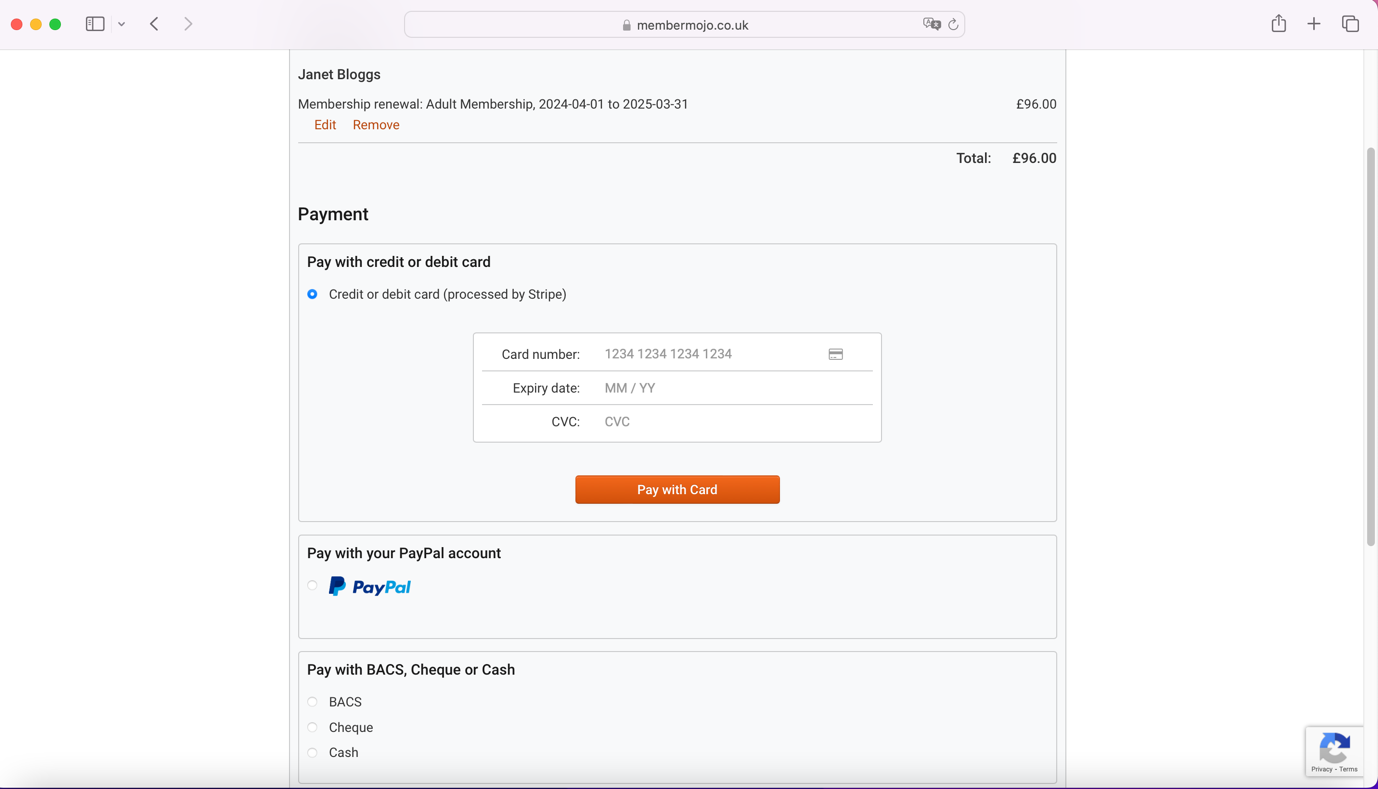 membermojo.co.uk
Janet Bloggs
Membership renewal: Adult Membership, 2024-04-01 to 2025-03-31 £96.00
Edit Remove
Total: £96.00
Payment
Pay with credit or debit card
Credit or debit card (processed by Stripe)
Card number: 1234 1234 1234 1234
Expiry date: MM / YY
CVC: CVC
Pay with Card
Pay with your PayPal account
PayPal
Pay with BACS, Cheque or Cash
BACS
Cheque
Cash
Privacy - Terms